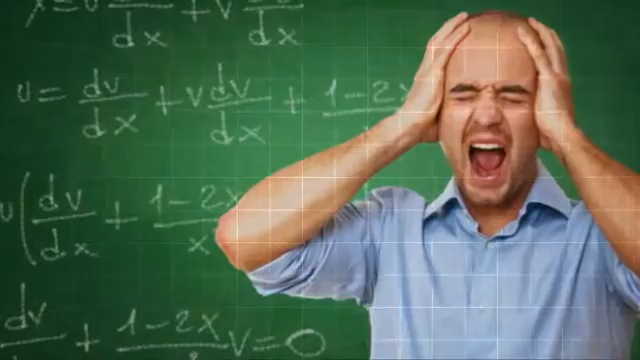 dx + v dx
u = dv/dx + v dv/dx + 1-2x
u( dv/dx + 1-2x/x
dv/dx + 1-2x v = 0